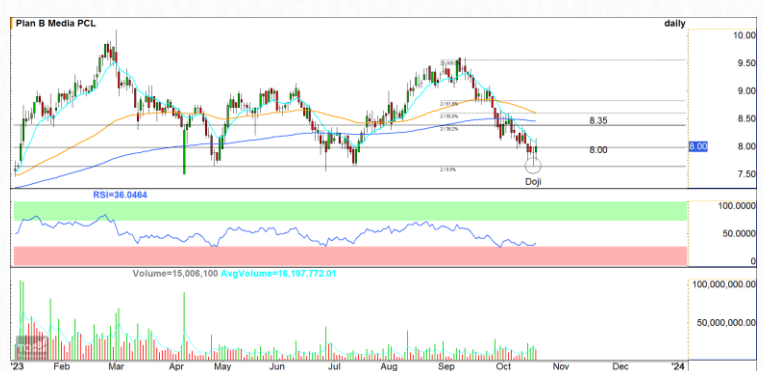 Plan B Media PCL daily
10.00
9.50
9.00
8.50
8.35
8.00
8.00
7.50
Doji
RSI=36.0464
100.0000
50.0000
0.0000
Volume=15,006,100 AvgVolume=16,197,772.01
100,000,000.00
50,000,000.00
'23 Feb Mar Apr May Jun Jul Aug Sep Oct Nov Dec '24